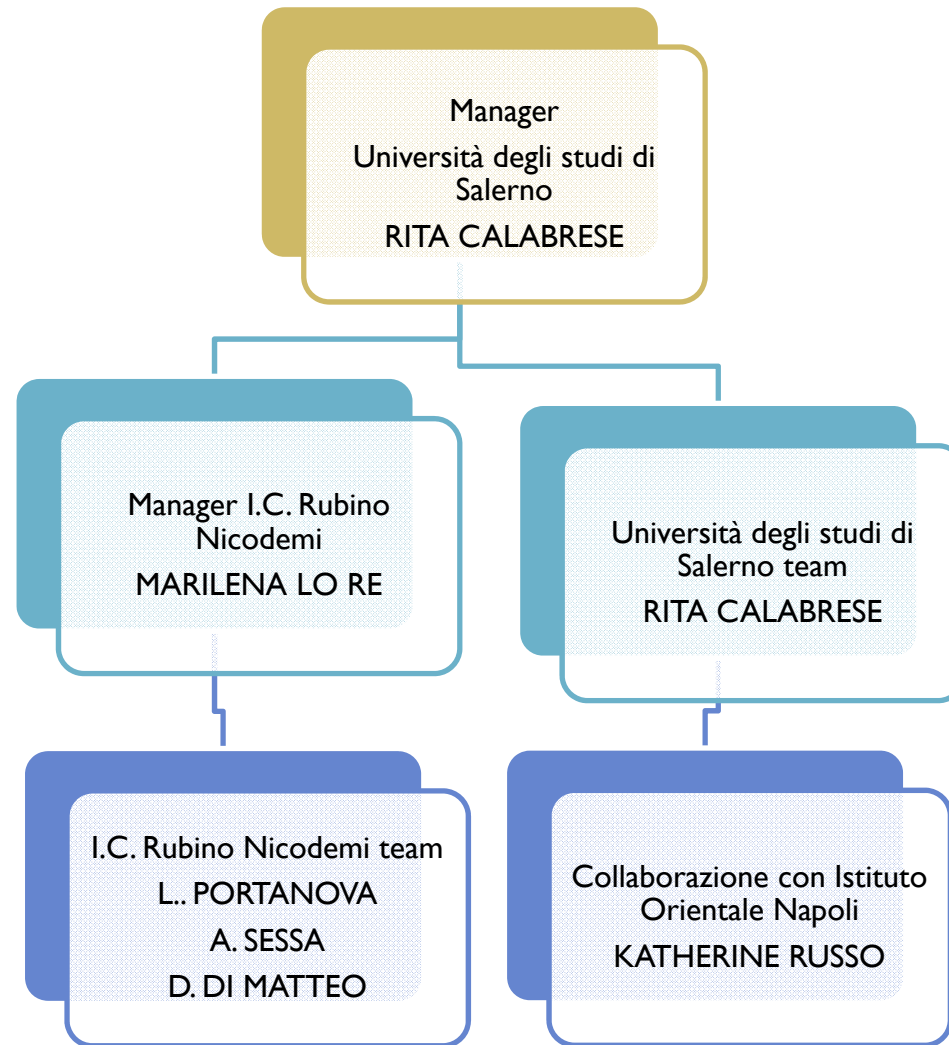 Manager
Università degli studi di
Salerno
RITA CALABRESE
Manager I.C. Rubino
Nicodemi
MARILENA LO RE
Università degli studi di
Salerno team
RITA CALABRESE
I.C. Rubino Nicodemi team
L.. PORTANOVA
A. SESSA
D. DI MATTEO
Collaborazione con Istituto
Orientale Napoli
KATHERINE RUSSO